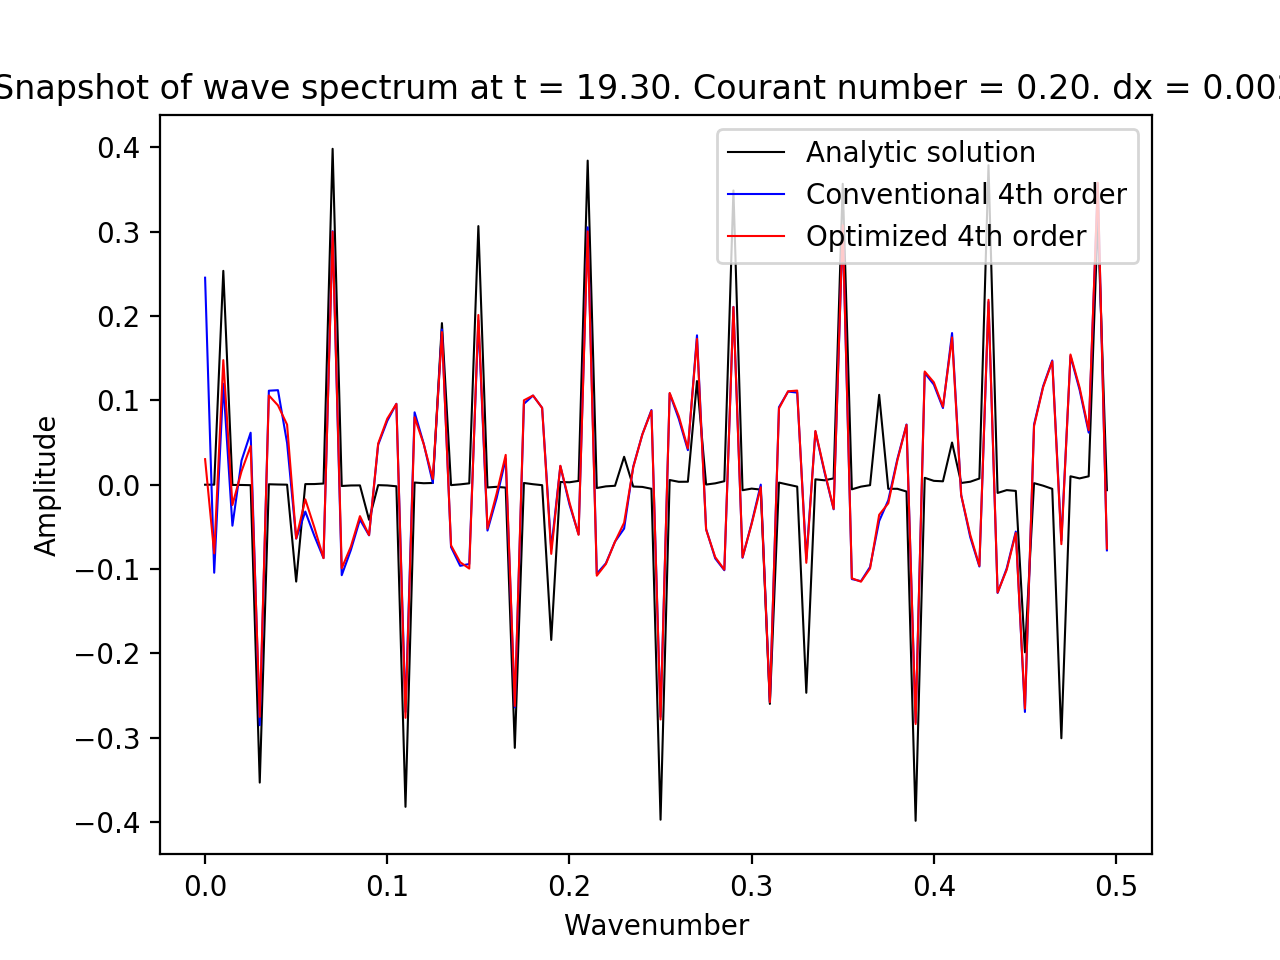 Snapshot of wave spectrum at t = 19.30. Courant number = 0.20. dx =
Analytic solution
Conventional 4th order
Optimized 4th order
Amplitude
0.4
0.3
0.2
0.1
0.0
−0.1
−0.2
−0.3
−0.4
0.0 0.1 0.2 0.3 0.4 0.5
Wavenumber